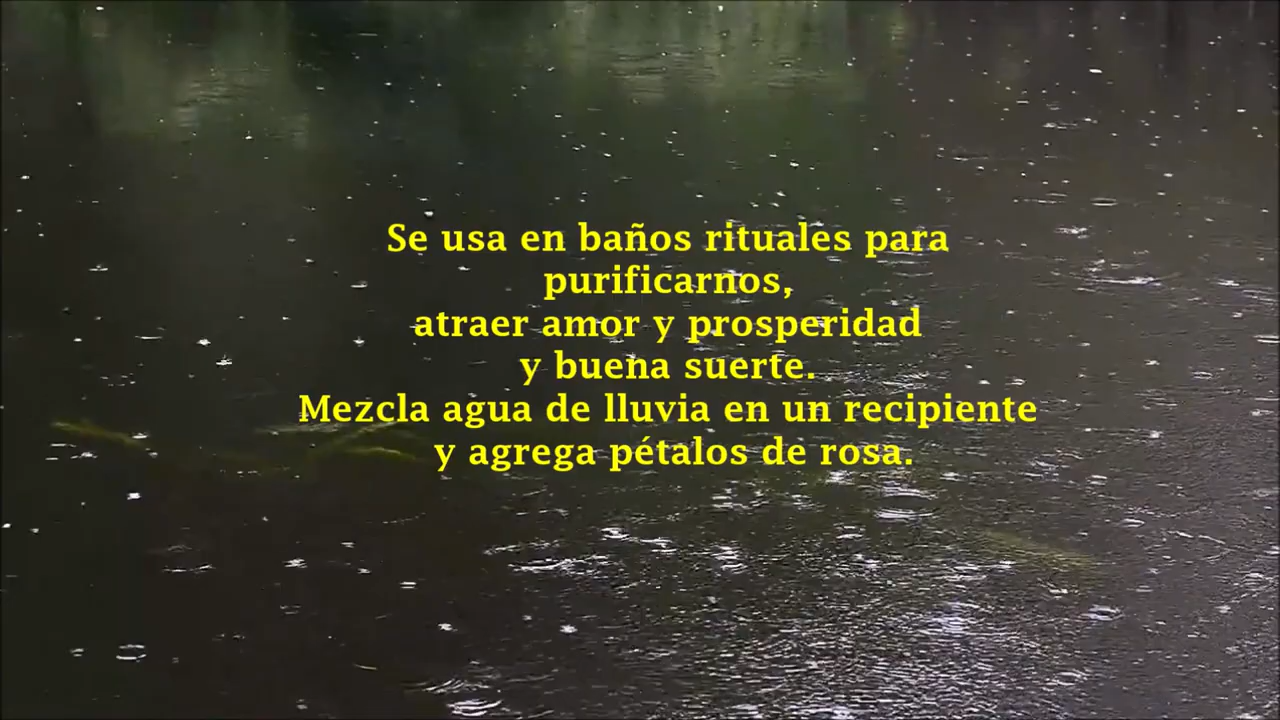 Se usa en baños rituales para
purificarnos,
atraer amor y prosperidad
y buena suerte.
Mezcla agua de lluvia en un recipiente
y agrega pétalos de rosa.